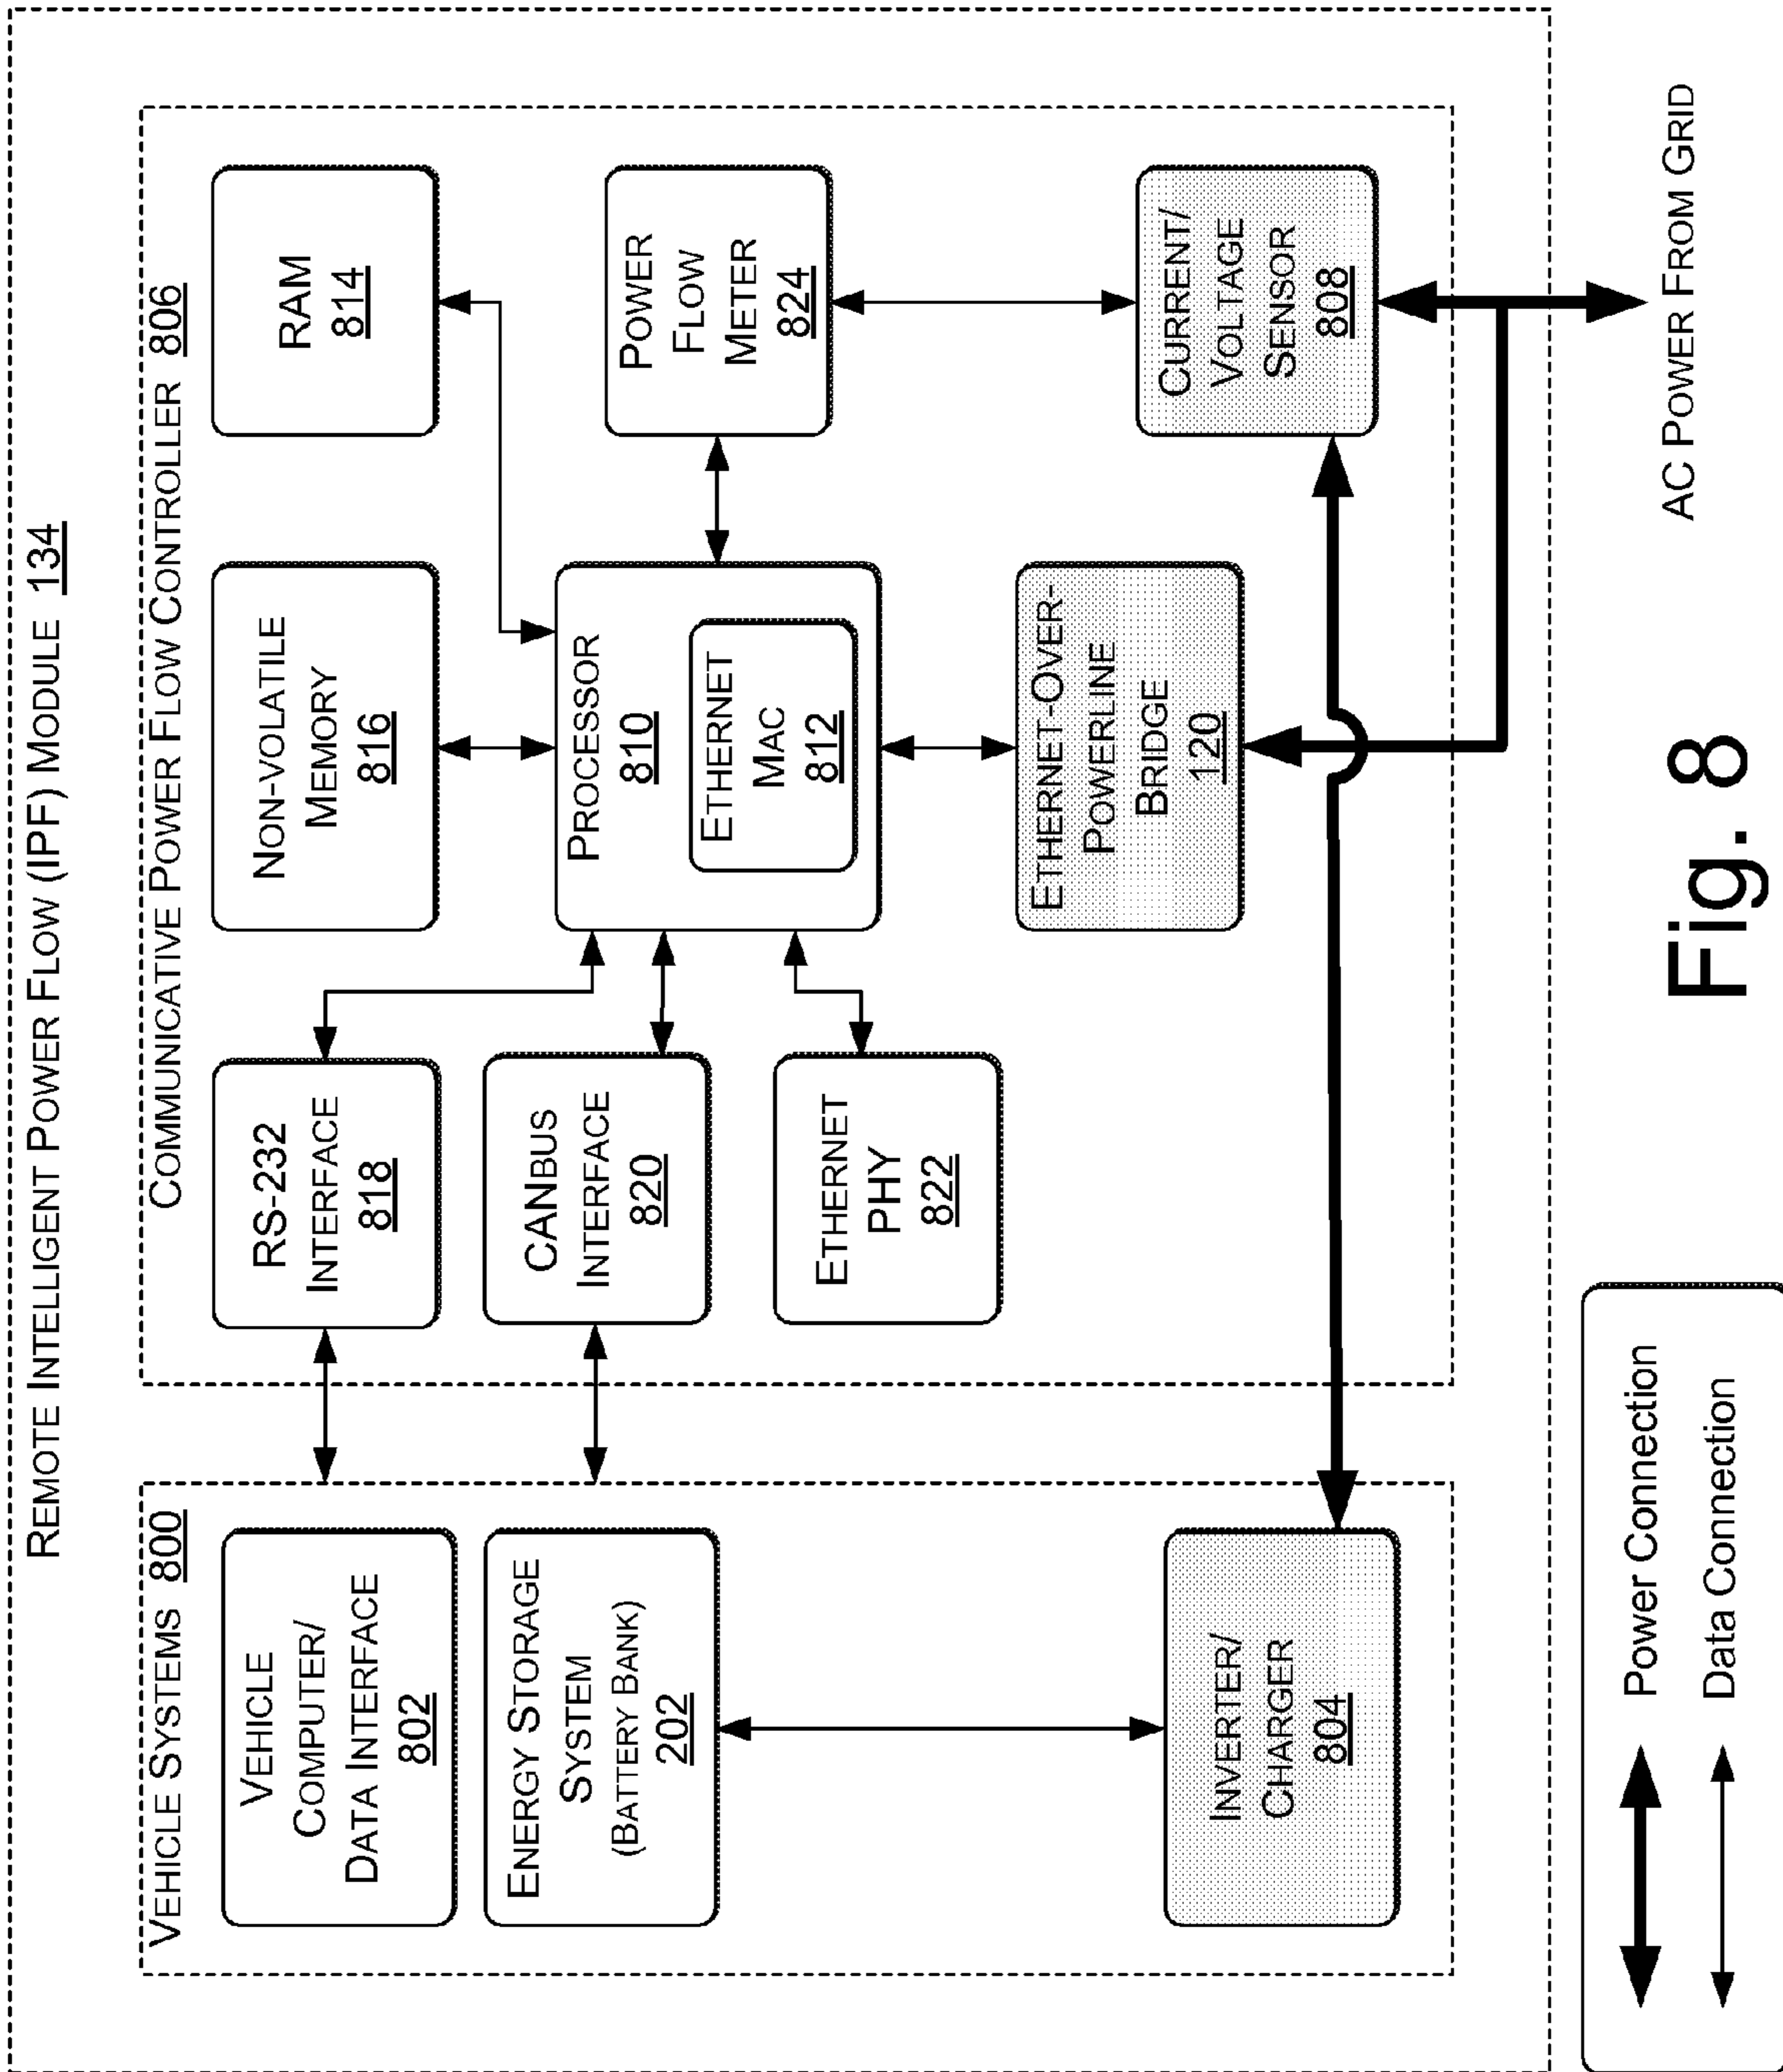 REMOTE INTELLIGENT POWER FLOW (IPF) MODULE 134
VEHICLE SYSTEMS 800
VEHICLE
COMPUTER/
DATA INTERFACE
802
ENERGY STORAGE
SYSTEM
(BATTERY BANK)
202
INVERTER/
CHARGER
804
COMMUNICATIVE POWER FLOW CONTROLLER 806
RS-232
INTERFACE
818
CANBUS
INTERFACE
820
ETHERNET
PHY
822
NON-VOLATILE
MEMORY
816
PROCESSOR
810
ETHERNET
MAC
812
ETHERNET-OVER-
POWERLINE
BRIDGE
120
RAM
814
POWER
FLOW
METER
824
CURRENT/
VOLTAGE
SENSOR
808
AC POWER FROM GRID
Power Connection
Data Connection
Fig. 8